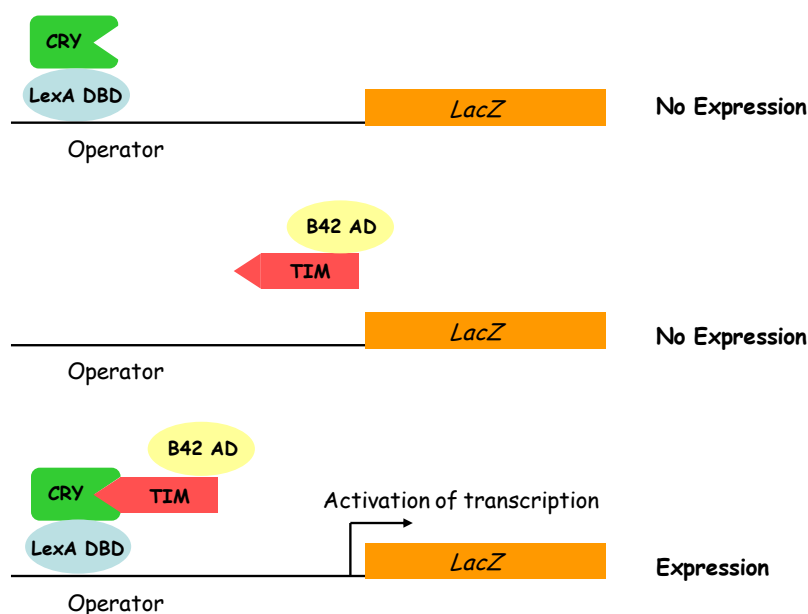 CRY
LexA DBD
LacZ
No Expression
Operator
B42 AD
TIM
LacZ
No Expression
Operator
B42 AD
CRY
TIM
Activation of transcription
LexA DBD
LacZ
Expression
Operator